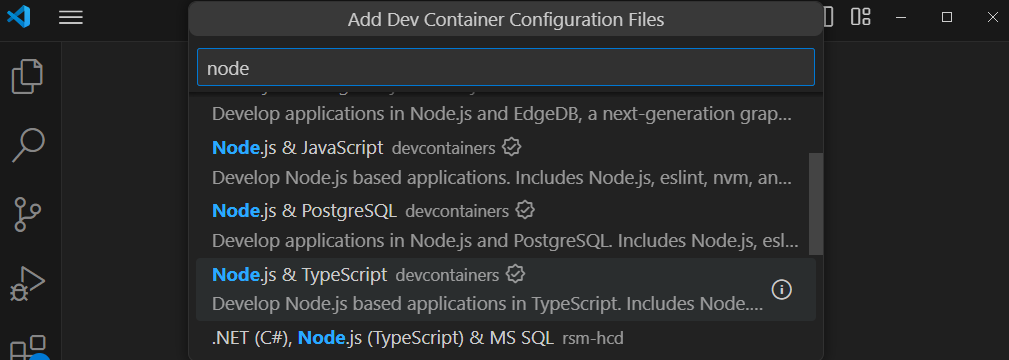 Add Dev Container Configuration Files
node
Develop applications in Node.js and EdgeDB, a next-generation grap...
Node.js & JavaScript devcontainers
Develop Node.js based applications. Includes Node.js, eslint, nvm, an...
Node.js & PostgreSQL devcontainers
Develop applications in Node.js and PostgreSQL. Includes Node.js, esl...
Node.js & TypeScript devcontainers
Develop Node.js based applications in TypeScript. Includes Node....
.NET (C#), Node.js (TypeScript) & MS SQL rsm-hcd